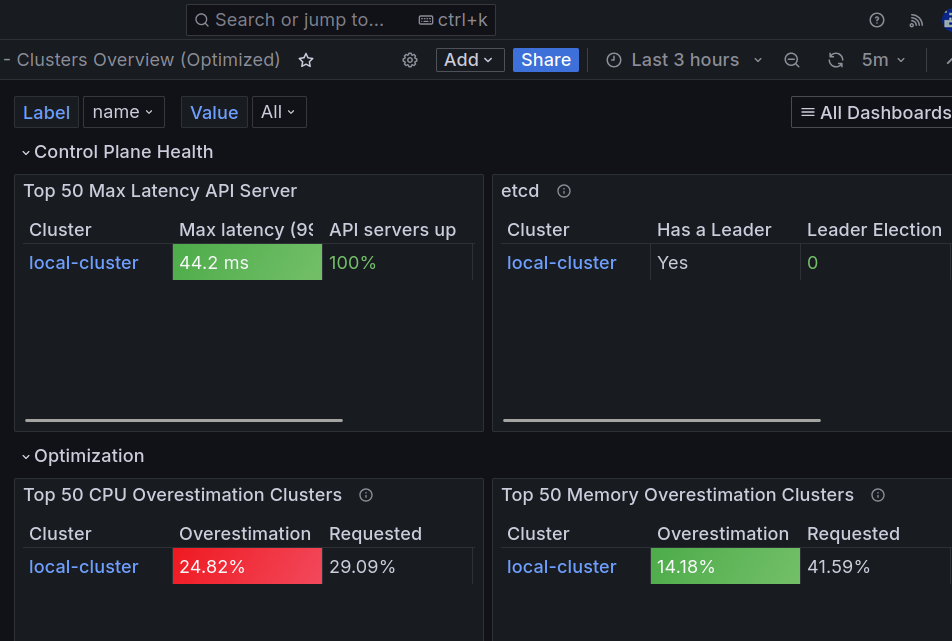 Search or jump to... ctrl+k
- Clusters Overview (Optimized) Add Share Last 3 hours 5m
Label name Value All All Dashboards
Control Plane Health
Top 50 Max Latency API Server
Cluster Max latency (99 API servers up
local-cluster 44.2 ms 100%
etcd
Cluster Has a Leader Leader Election
local-cluster Yes 0
Optimization
Top 50 CPU Overestimation Clusters
Cluster Overestimation Requested
local-cluster 24.82% 29.09%
Top 50 Memory Overestimation Clusters
Cluster Overestimation Requested
local-cluster 14.18% 41.59%